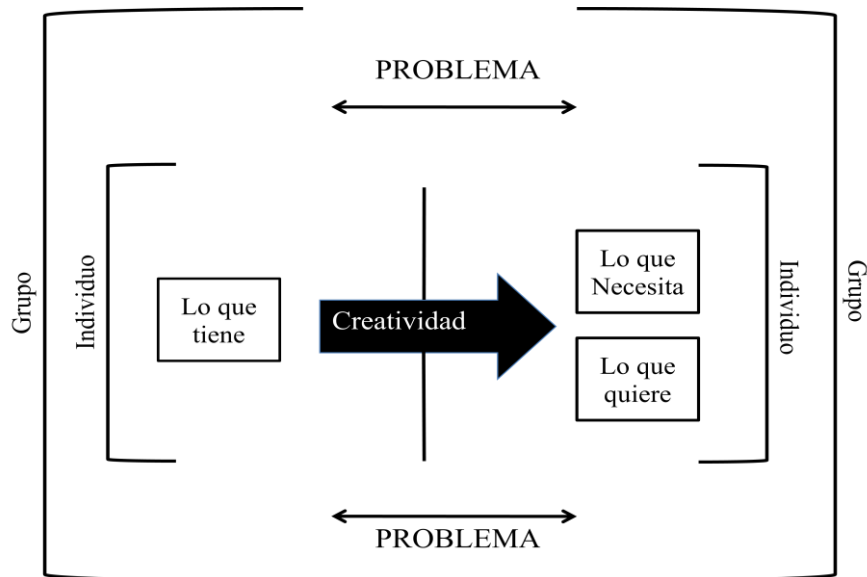 PROBLEMA
Grupo
Individuo
Lo que
tiene
Creatividad
Lo que
Necesita
Lo que
quiere
Individuo
Grupo
PROBLEMA